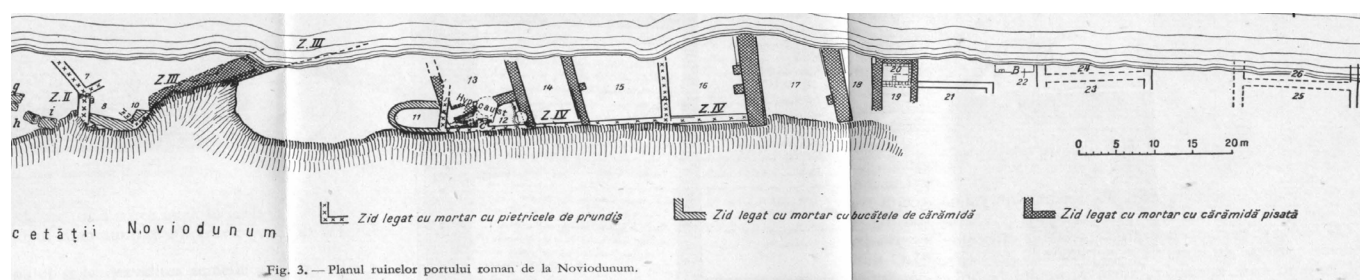 Z.III
Z.III
Z.II
7
8
9
10
h
i
11
13
Hypocaust
12
C
14
Z.IV
15
16
Z.IV
17
18
20
19
21
B
22
24
23
26
25
0 5 10 15 20 m
Zid legat cu mortar cu pietricele de prundiș
Zid legat cu mortar cu bucățele de cărămidă
Zid legat cu mortar cu cărămidă pisată
cetății Noviodunum
Fig. 3. — Planul ruinelor portului roman de la Noviodunum.